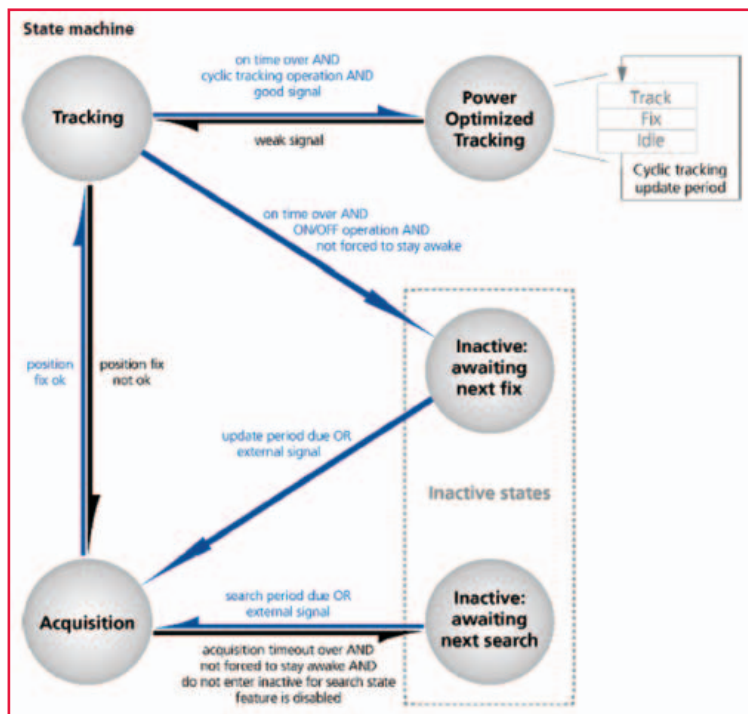 State machine
on time over AND
cyclic tracking operation AND
good signal
Tracking
Power
Optimized
Tracking
weak signal
Track
Fix
Idle
Cyclic tracking
update period
on time over AND
ON/OFF operation AND
not forced to stay awake
position
fix ok
position fix
not ok
Inactive:
awaiting
next fix
update period due OR
external signal
Inactive states
Acquisition
search period due OR
external signal
Inactive:
awaiting
next search
acquisition timeout over AND
not forced to stay awake AND
do not enter inactive for search state
feature is disabled